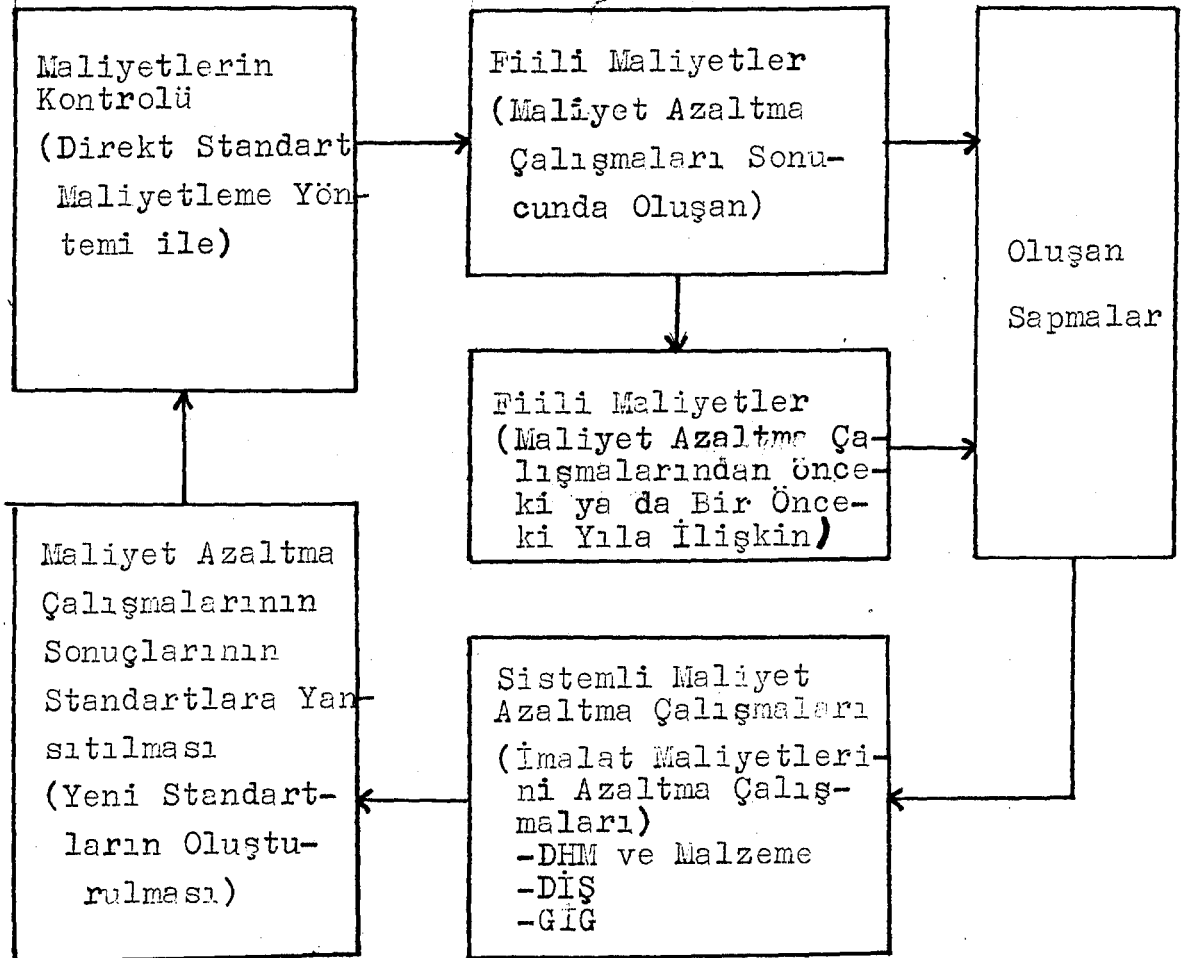 Maliyetlerin
Kontrolü
(Direkt Standart
Maliyetleme Yön-
temi ile)
Fiili Maliyetler
(Maliyet Azaltma
Çalışmaları Sonu-
cunda Oluşan)
Oluşan
Sapmalar
Fiili Maliyetler
(Maliyet Azaltma Ça-
lışmalarından önce-
ki ya da Bir Önce-
ki Yıla İlişkin)
Maliyet Azaltma
Çalışmalarının
Sonuçlarının
Standartlara Yan-
sıtılması
(Yeni Standart-
ların Oluştu-
rulması)
Sistemli Maliyet
Azaltma Çalışmaları
(İmalat Maliyetleri-
ni Azaltma Çalış-
maları)
-DHM ve Malzeme
-DİŞ
-GİG